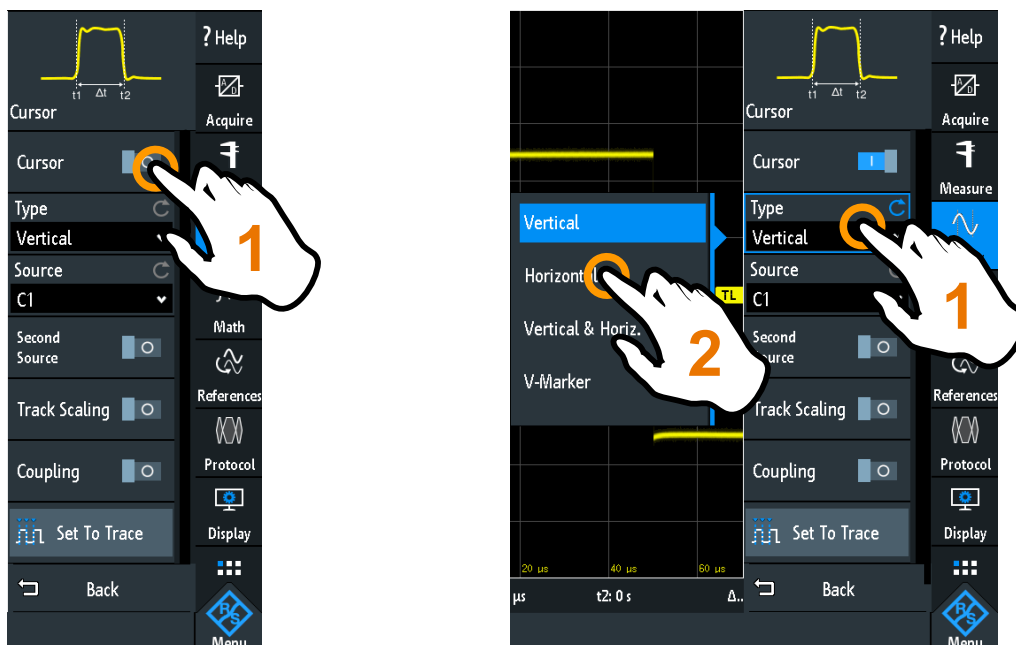 ? Help
t1 Δt t2
Cursor
Acquire
Cursor
Type
Vertical
1
Source
C1
Math
Second
Source
References
Track Scaling
Protocol
Coupling
Set To Trace
Display
Back
R&S
Menu
? Help
t1 Δt t2
Cursor
Acquire
Cursor
Measure
Vertical
Type
Vertical
Horizontal
Source
TL
C1
1
Vertical & Horiz.
2
Second
V-Marker
References
Track Scaling
Protocol
Coupling
Set To Trace
Display
20 µs 40 µs 60 µs
µs t2: 0 s Δ..
Back
R&S
Menu